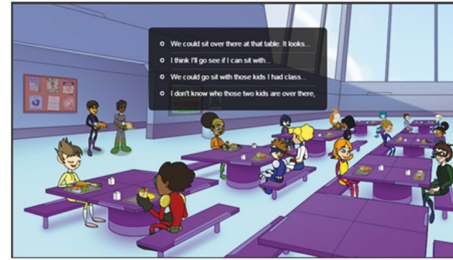 We could sit over there at that table. It looks...
I think I'll go see if I can sit with...
We could go sit with those kids I had class...
I don't know who those two kids are over there,